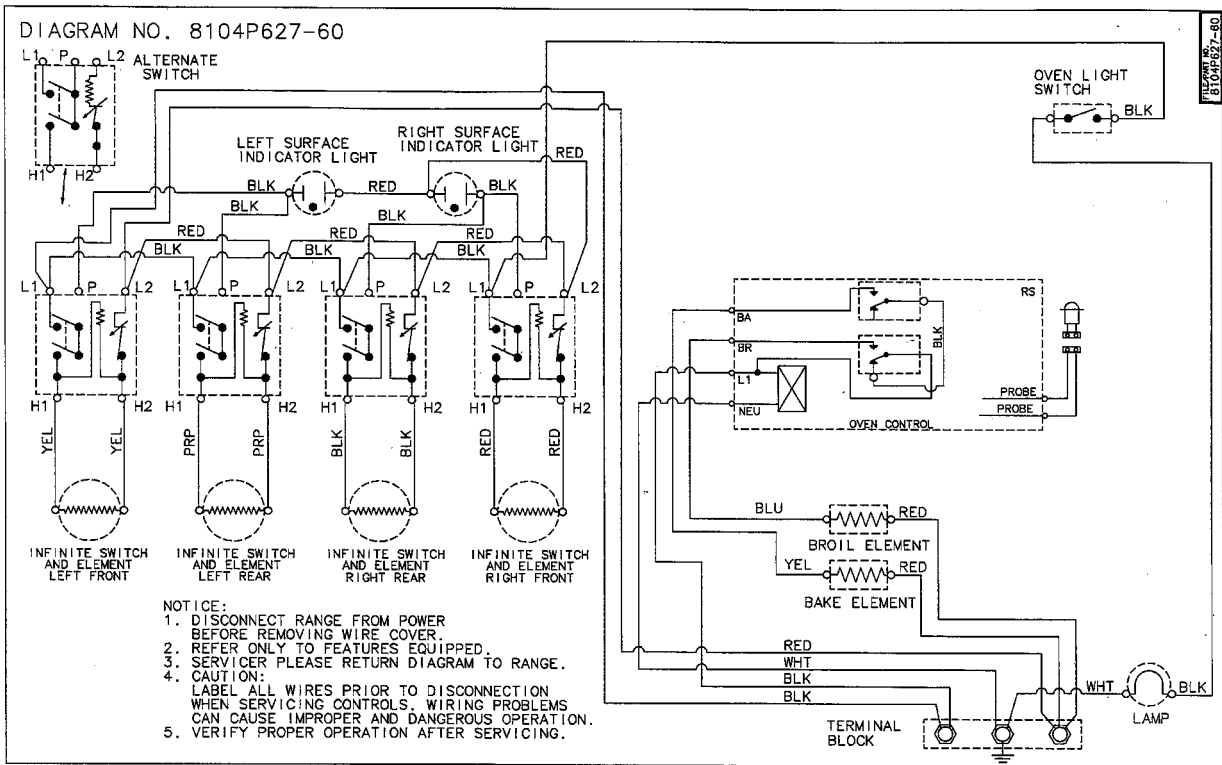 DIAGRAM NO. 8104P627-60
FILE/PART NO.
8104P627-60
L1 P L2
ALTERNATE
SWITCH
H1 H2
LEFT SURFACE
INDICATOR LIGHT
RIGHT SURFACE
INDICATOR LIGHT
RED
OVEN LIGHT
SWITCH
BLK
BLK
RED
BLK
BLK
BLK
RED
RED
RED
BLK
BLK
BLK
L1 P L2
L1 P L2
L1 P L2
L1 P L2
H1 H2
H1 H2
H1 H2
H1 H2
YEL YEL
PRP PRP
BLK BLK
RED RED
INFINITE SWITCH
AND ELEMENT
LEFT FRONT
INFINITE SWITCH
AND ELEMENT
LEFT REAR
INFINITE SWITCH
AND ELEMENT
RIGHT REAR
INFINITE SWITCH
AND ELEMENT
RIGHT FRONT
RS
BA
BR
L1
NEU
BLK
PROBE
PROBE
OVEN CONTROL
BLU
RED
BROIL ELEMENT
YEL
RED
BAKE ELEMENT
NOTICE:
1. DISCONNECT RANGE FROM POWER
BEFORE REMOVING WIRE COVER.
2. REFER ONLY TO FEATURES EQUIPPED.
3. SERVICER PLEASE RETURN DIAGRAM TO RANGE.
4. CAUTION:
LABEL ALL WIRES PRIOR TO DISCONNECTION
WHEN SERVICING CONTROLS. WIRING PROBLEMS
CAN CAUSE IMPROPER AND DANGEROUS OPERATION.
5. VERIFY PROPER OPERATION AFTER SERVICING.
RED
WHT
BLK
BLK
TERMINAL
BLOCK
WHT
BLK
LAMP